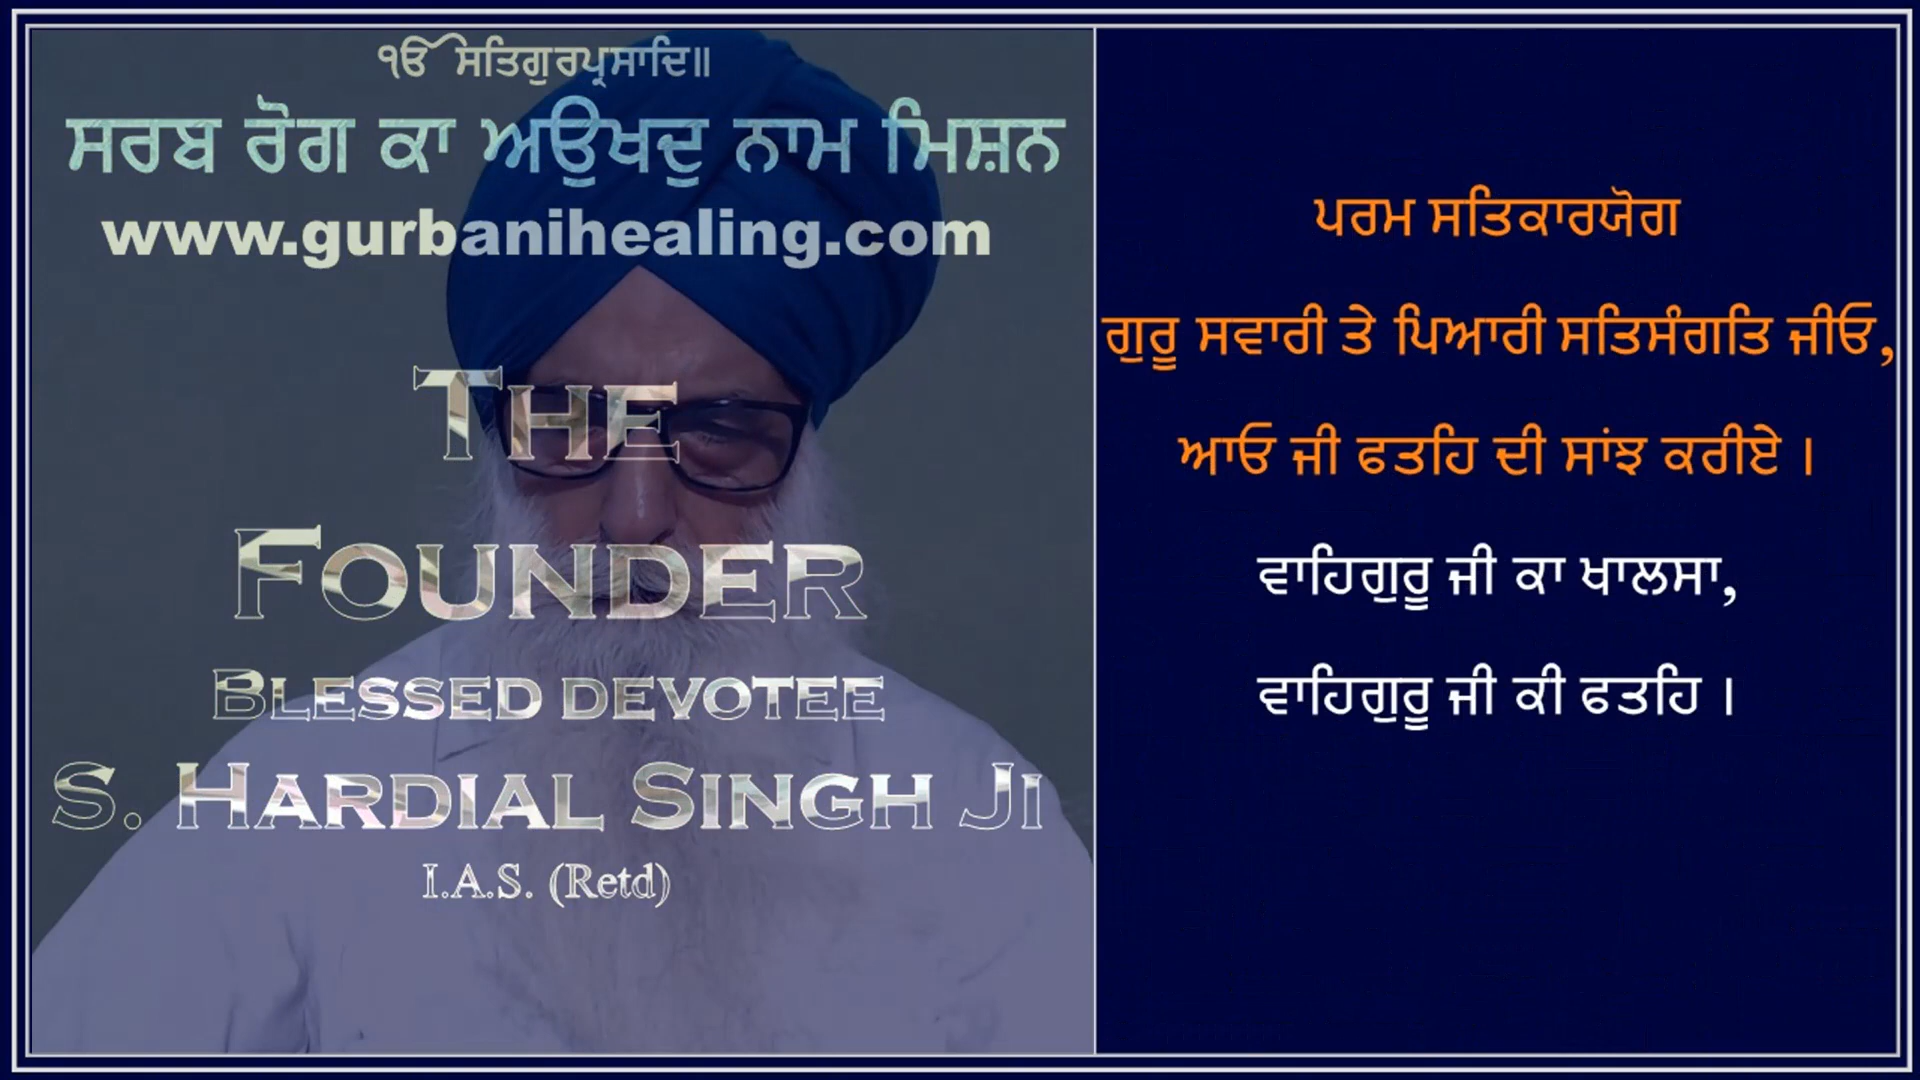 ੴ ਸਤਿਗੁਰਪ੍ਰਸਾਦਿ॥
ਸਰਬ ਰੋਗ ਕਾ ਅਉਖਦੁ ਨਾਮ ਮਿਸ਼ਨ
www.gurbanihealing.com
THE
FOUNDER
BLESSED DEVOTEE
S. HARDIAL SINGH JI
I.A.S. (Retd)
ਪਰਮ ਸਤਿਕਾਰਯੋਗ
ਗੁਰੂ ਸਵਾਰੀ ਤੇ ਪਿਆਰੀ ਸਤਿਸੰਗਤਿ ਜੀਓ,
ਆਓ ਜੀ ਫਤਹਿ ਦੀ ਸਾਂਝ ਕਰੀਏ ।
ਵਾਹਿਗੁਰੂ ਜੀ ਕਾ ਖਾਲਸਾ,
ਵਾਹਿਗੁਰੂ ਜੀ ਕੀ ਫਤਹਿ ।